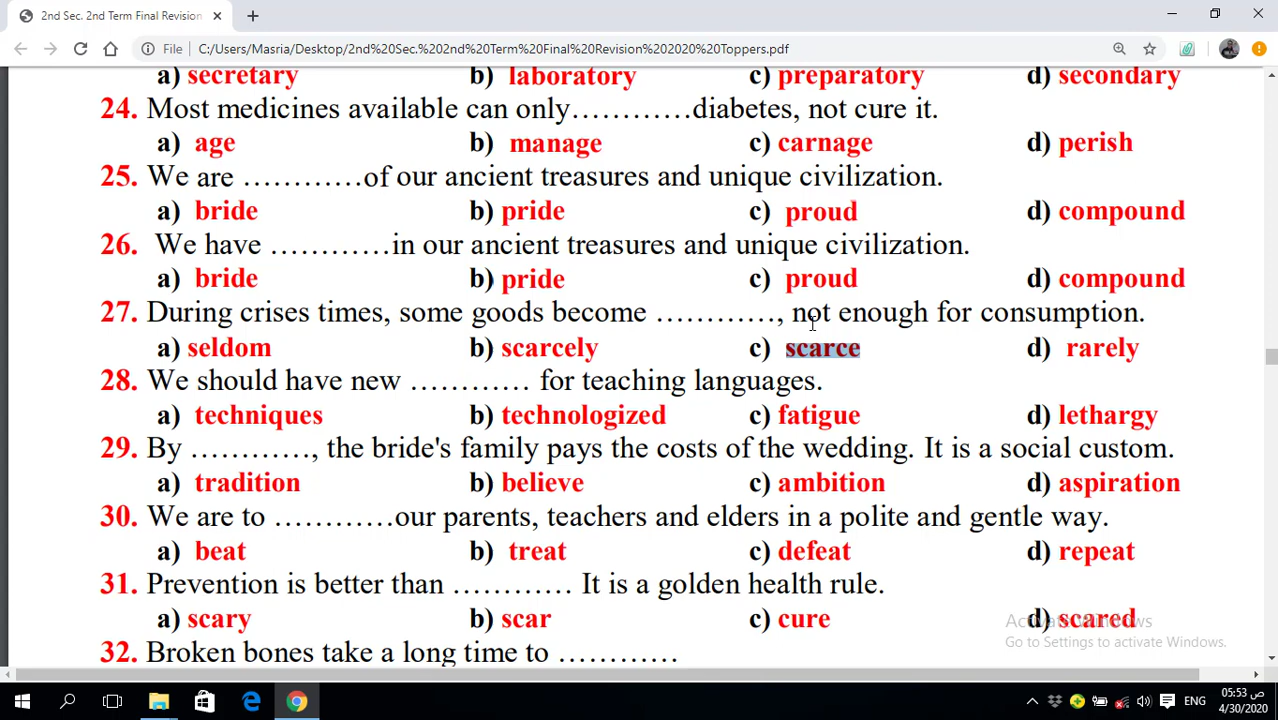 2nd Sec. 2nd Term Final Revision
File C:/Users/Masria/Desktop/2nd%20Sec.%202nd%20Term%20Final%20Revision%202020%20Toppers.pdf
a) secretary b) laboratory c) preparatory d) secondary
24. Most medicines available can only…………diabetes, not cure it.
a) age b) manage c) carnage d) perish
25. We are …………of our ancient treasures and unique civilization.
a) bride b) pride c) proud d) compound
26. We have …………in our ancient treasures and unique civilization.
a) bride b) pride c) proud d) compound
27. During crises times, some goods become …………, not enough for consumption.
a) seldom b) scarcely c) scarce d) rarely
28. We should have new ………… for teaching languages.
a) techniques b) technologized c) fatigue d) lethargy
29. By …………, the bride's family pays the costs of the wedding. It is a social custom.
a) tradition b) believe c) ambition d) aspiration
30. We are to …………our parents, teachers and elders in a polite and gentle way.
a) beat b) treat c) defeat d) repeat
31. Prevention is better than ………… It is a golden health rule.
a) scary b) scar c) cure d) scared
Activate Windows
Go to Settings to activate Windows.
32. Broken bones take a long time to …………
ENG
05:53 ص
4/30/2020